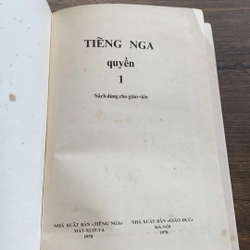 TIẾNG NGA
quyển
1
Sách dùng cho giáo viên
NHÀ XUẤT BẢN «TIẾNG NGA»
MÁT-XCƠ-VA
1978
NHÀ XUẤT BẢN «GIÁO DỤC»
HÀ-NỘI
1978